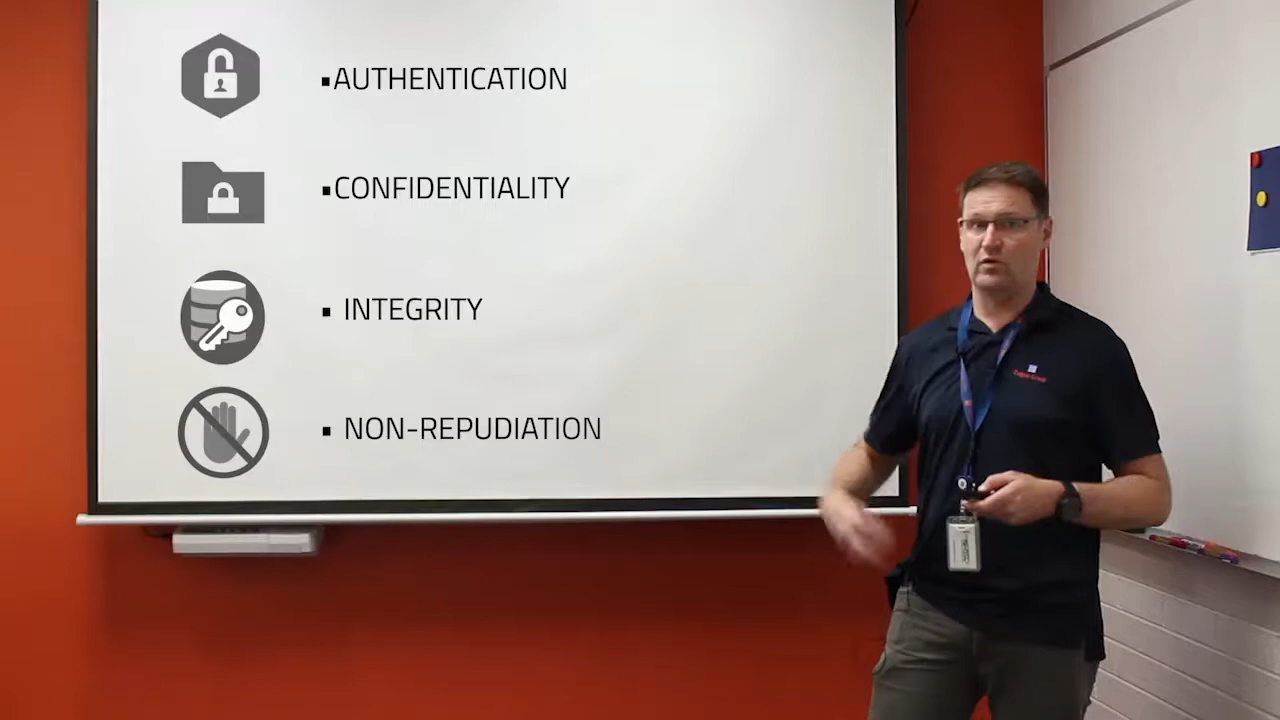 ▪AUTHENTICATION
▪CONFIDENTIALITY
▪ INTEGRITY
▪ NON-REPUDIATION